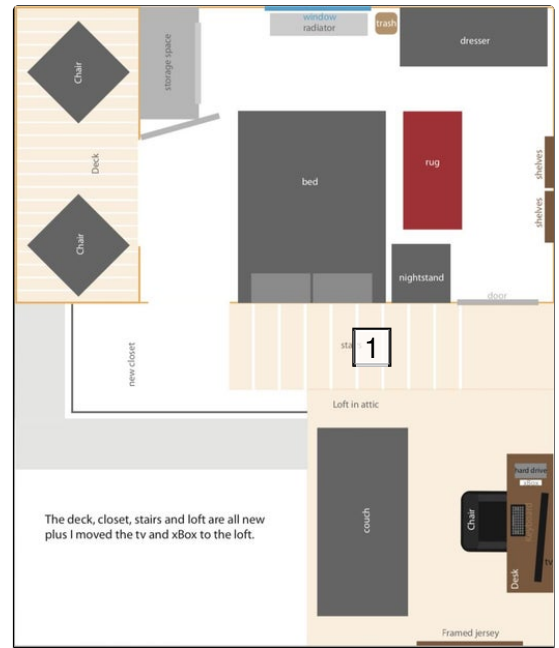 window
radiator
trash
dresser
Chair
storage space
Deck
bed
rug
shelves
shelves
Chair
nightstand
door
new closet
1
Loft in attic
couch
hard drive
xBox
Chair
tv
Desk
The deck, closet, stairs and loft are all new
plus I moved the tv and xBox to the loft.
Framed jersey